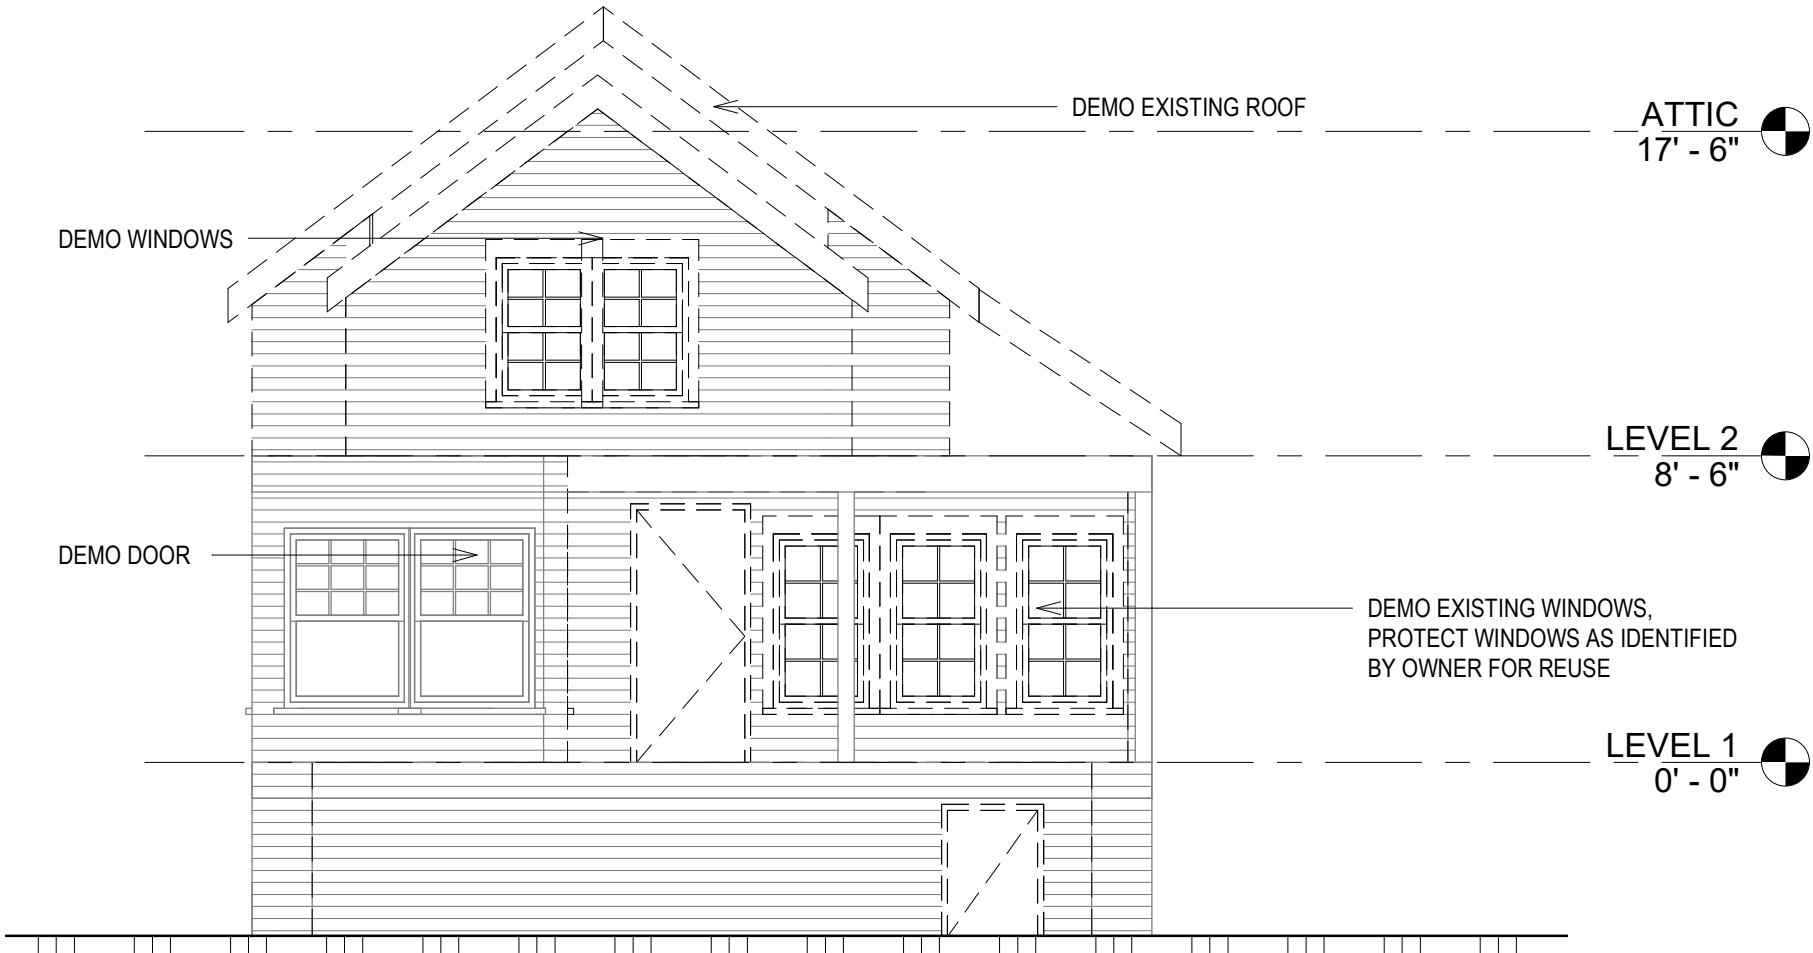 DEMO EXISTING ROOF
ATTIC
17' - 6"
DEMO WINDOWS
LEVEL 2
8' - 6"
DEMO DOOR
DEMO EXISTING WINDOWS,
PROTECT WINDOWS AS IDENTIFIED
BY OWNER FOR REUSE
LEVEL 1
0' - 0"